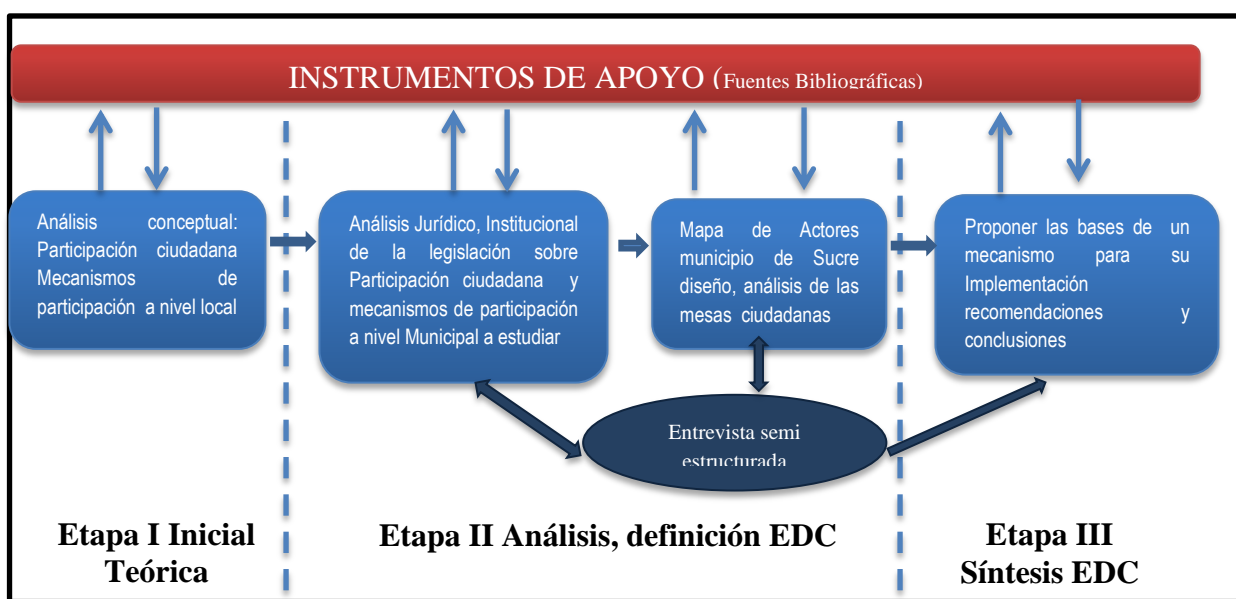 INSTRUMENTOS DE APOYO (Fuentes Bibliográficas)
Análisis conceptual:
Participación ciudadana
Mecanismos de
participación a nivel local
Análisis Jurídico, Institucional
de la legislación sobre
Participación ciudadana y
mecanismos de participación
a nivel Municipal a estudiar
Mapa de Actores
municipio de Sucre
diseño, análisis de las
mesas ciudadanas
Proponer las bases de un
mecanismo para su
Implementación
recomendaciones y
conclusiones
Entrevista semi
estructurada
Etapa I Inicial
Teórica
Etapa II Análisis, definición EDC
Etapa III
Síntesis EDC